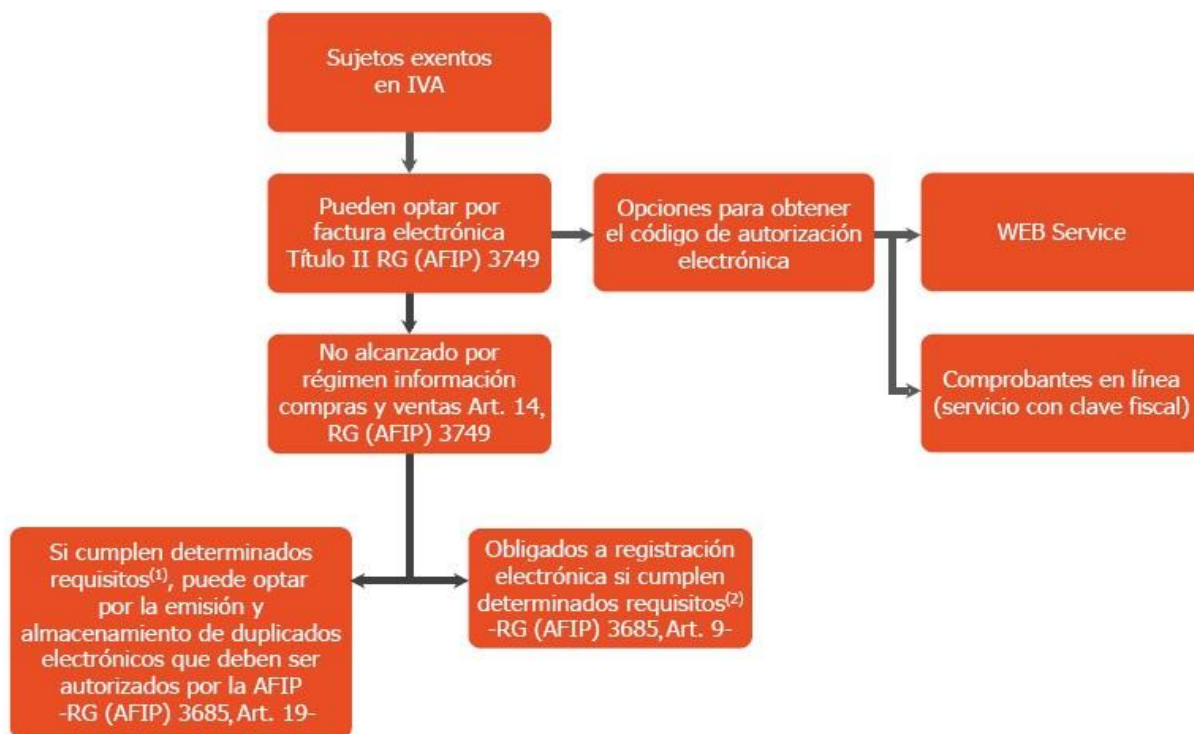 Sujetos exentos
en IVA
Pueden optar por
factura electrónica
Título II RG (AFIP) 3749
Opciones para obtener
el código de autorización
electrónica
WEB Service
Comprobantes en línea
(servicio con clave fiscal)
No alcanzado por
régimen información
compras y ventas Art. 14,
RG (AFIP) 3749
Si cumplen determinados
requisitos(1), puede optar
por la emisión y
almacenamiento de duplicados
electrónicos que deben ser
autorizados por la AFIP
-RG (AFIP) 3685, Art. 19-
Obligados a registración
electrónica si cumplen
determinados requisitos(2)
-RG (AFIP) 3685, Art. 9-